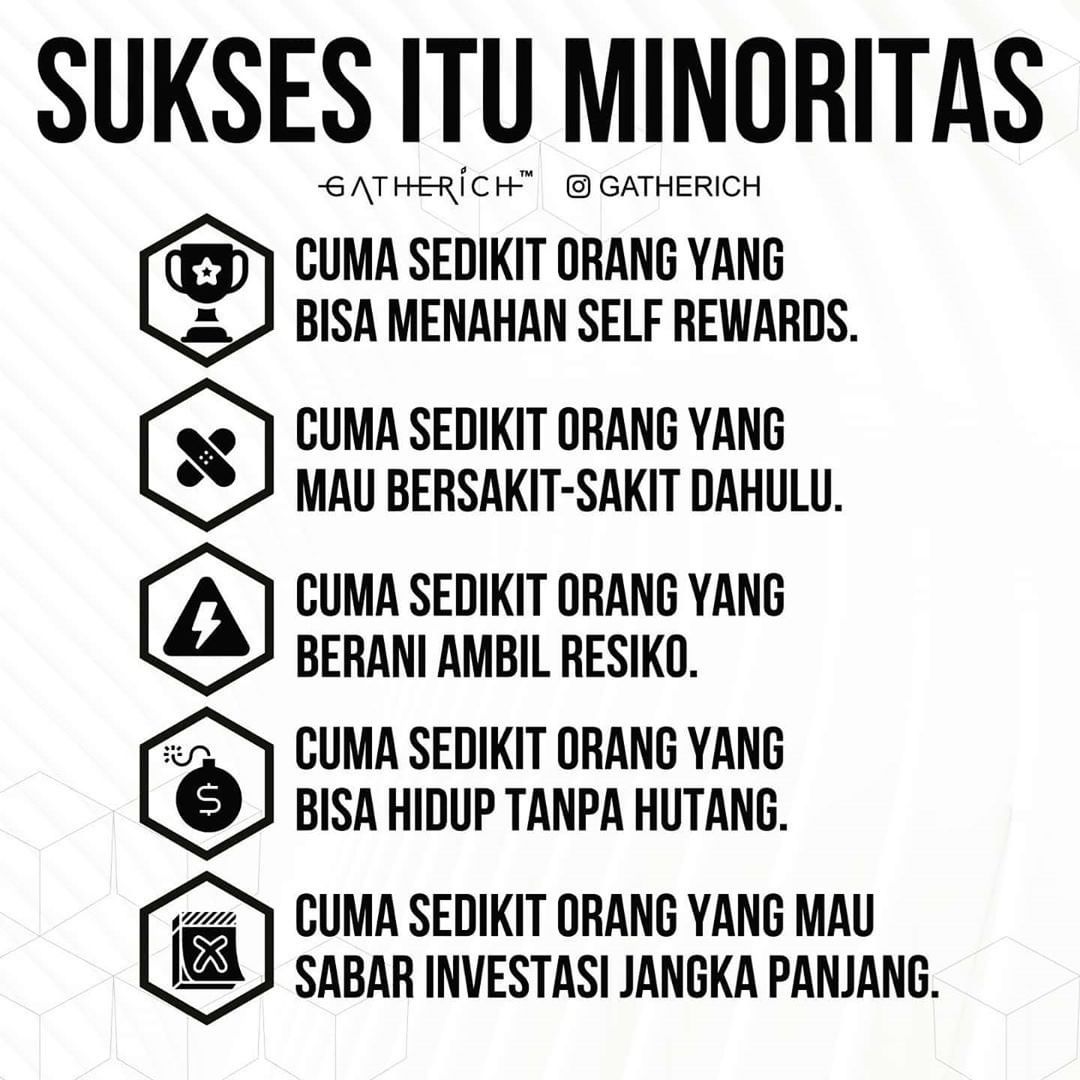 SUKSES ITU MINORITAS
GATHERICH™ GATHERICH
CUMA SEDIKIT ORANG YANG
BISA MENAHAN SELF REWARDS.
CUMA SEDIKIT ORANG YANG
MAU BERSAKIT-SAKIT DAHULU.
CUMA SEDIKIT ORANG YANG
BERANI AMBIL RESIKO.
$
CUMA SEDIKIT ORANG YANG
BISA HIDUP TANPA HUTANG.
CUMA SEDIKIT ORANG YANG MAU
SABAR INVESTASI JANGKA PANJANG.